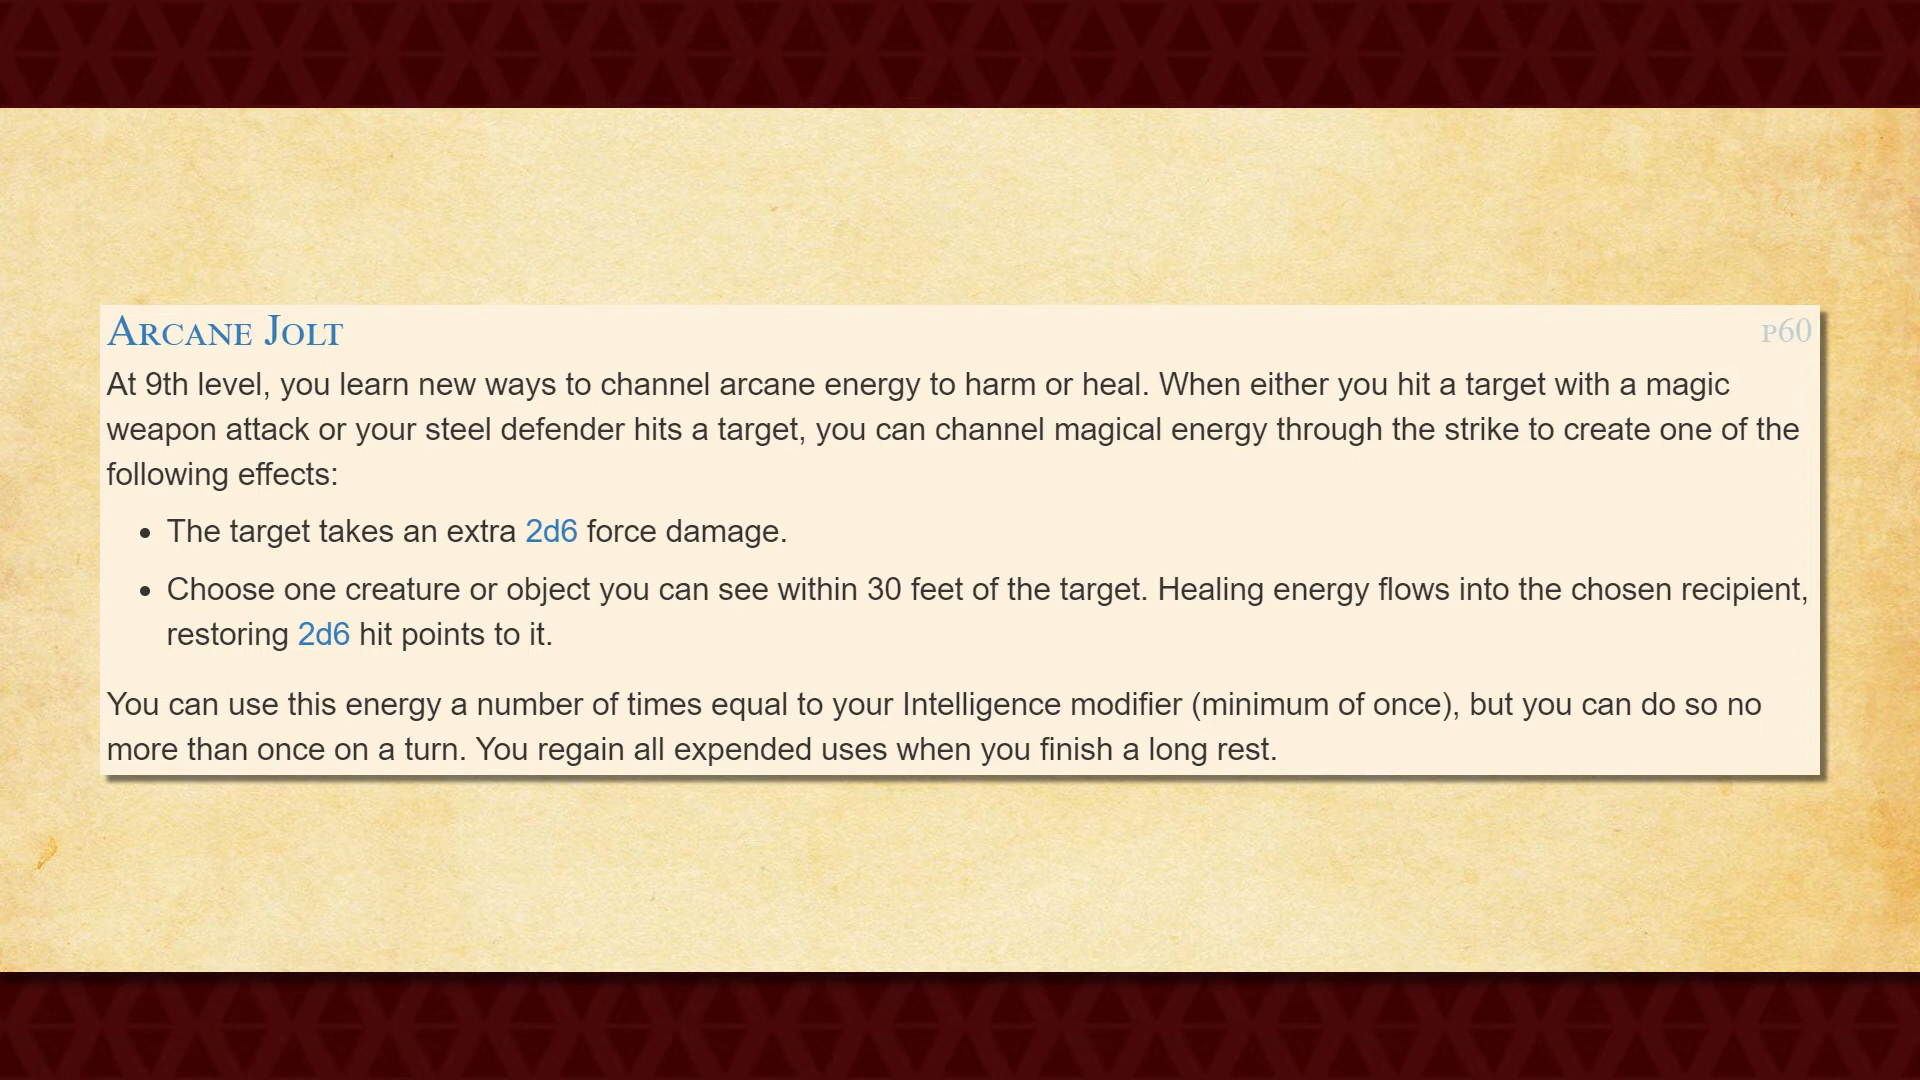 Arcane Jolt
p60
At 9th level, you learn new ways to channel arcane energy to harm or heal. When either you hit a target with a magic
weapon attack or your steel defender hits a target, you can channel magical energy through the strike to create one of the
following effects:
• The target takes an extra 2d6 force damage.
• Choose one creature or object you can see within 30 feet of the target. Healing energy flows into the chosen recipient,
restoring 2d6 hit points to it.
You can use this energy a number of times equal to your Intelligence modifier (minimum of once), but you can do so no
more than once on a turn. You regain all expended uses when you finish a long rest.